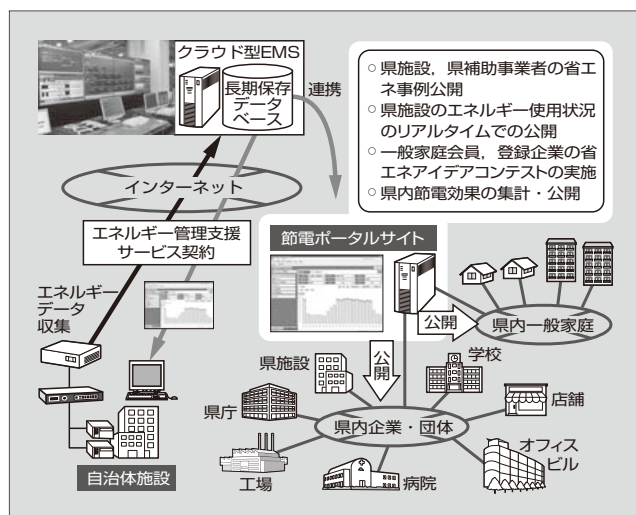 クラウド型EMS
長期保存
データ
ベース
連携
○県施設，県補助事業者の省エ
ネ事例公開
○県施設のエネルギー使用状況
のリアルタイムでの公開
○一般家庭会員，登録企業の省
エネアイデアコンテストの実施
○県内節電効果の集計・公開
インターネット
エネルギー管理支援
サービス契約
節電ポータルサイト
エネルギー
データ
収集
公開
県内一般家庭
公開
県施設
学校
県庁
店舗
県内企業・団体
工場
病院
オフィス
ビル
自治体施設